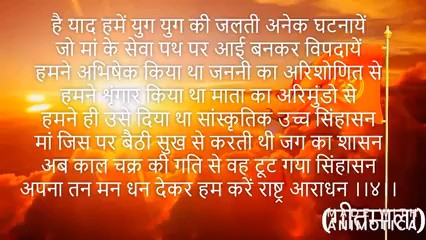 है याद हमें युग युग की जलती अनेक घटनायें
जो मां के सेवा पथ पर आई बनकर विपदायें
हमने अभिषेक किया था जननी का अरिशोणित से
हमने शृंगार किया था माता का अरिमुंडो से
हमने ही उसे दिया था सांस्कृतिक उच्च सिंहासन
मां जिस पर बैठी सुख से करती थी जग का शासन
अब काल चक्र की गति से वह टूट गया सिंहासन
अपना तन मन धन देकर हम करें राष्ट्र आराधन ।।४।।
(गीतमाला)